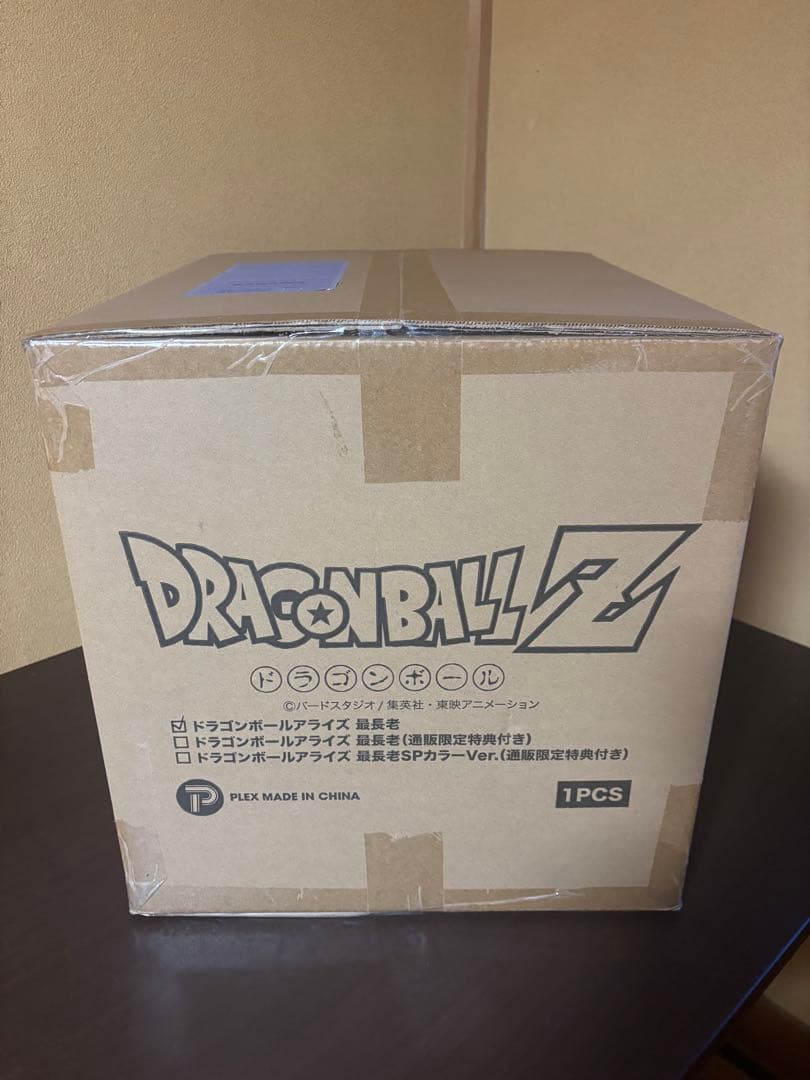 DRAGONBALL Z
ドラゴンボール
©バードスタジオ/集英社・東映アニメーション
☑ ドラゴンボールアライズ 最長老
☐ ドラゴンボールアライズ 最長老(通販限定特典付き)
☐ ドラゴンボールアライズ 最長老SPカラーVer.(通販限定特典付き)
PLEX MADE IN CHINA
1PCS